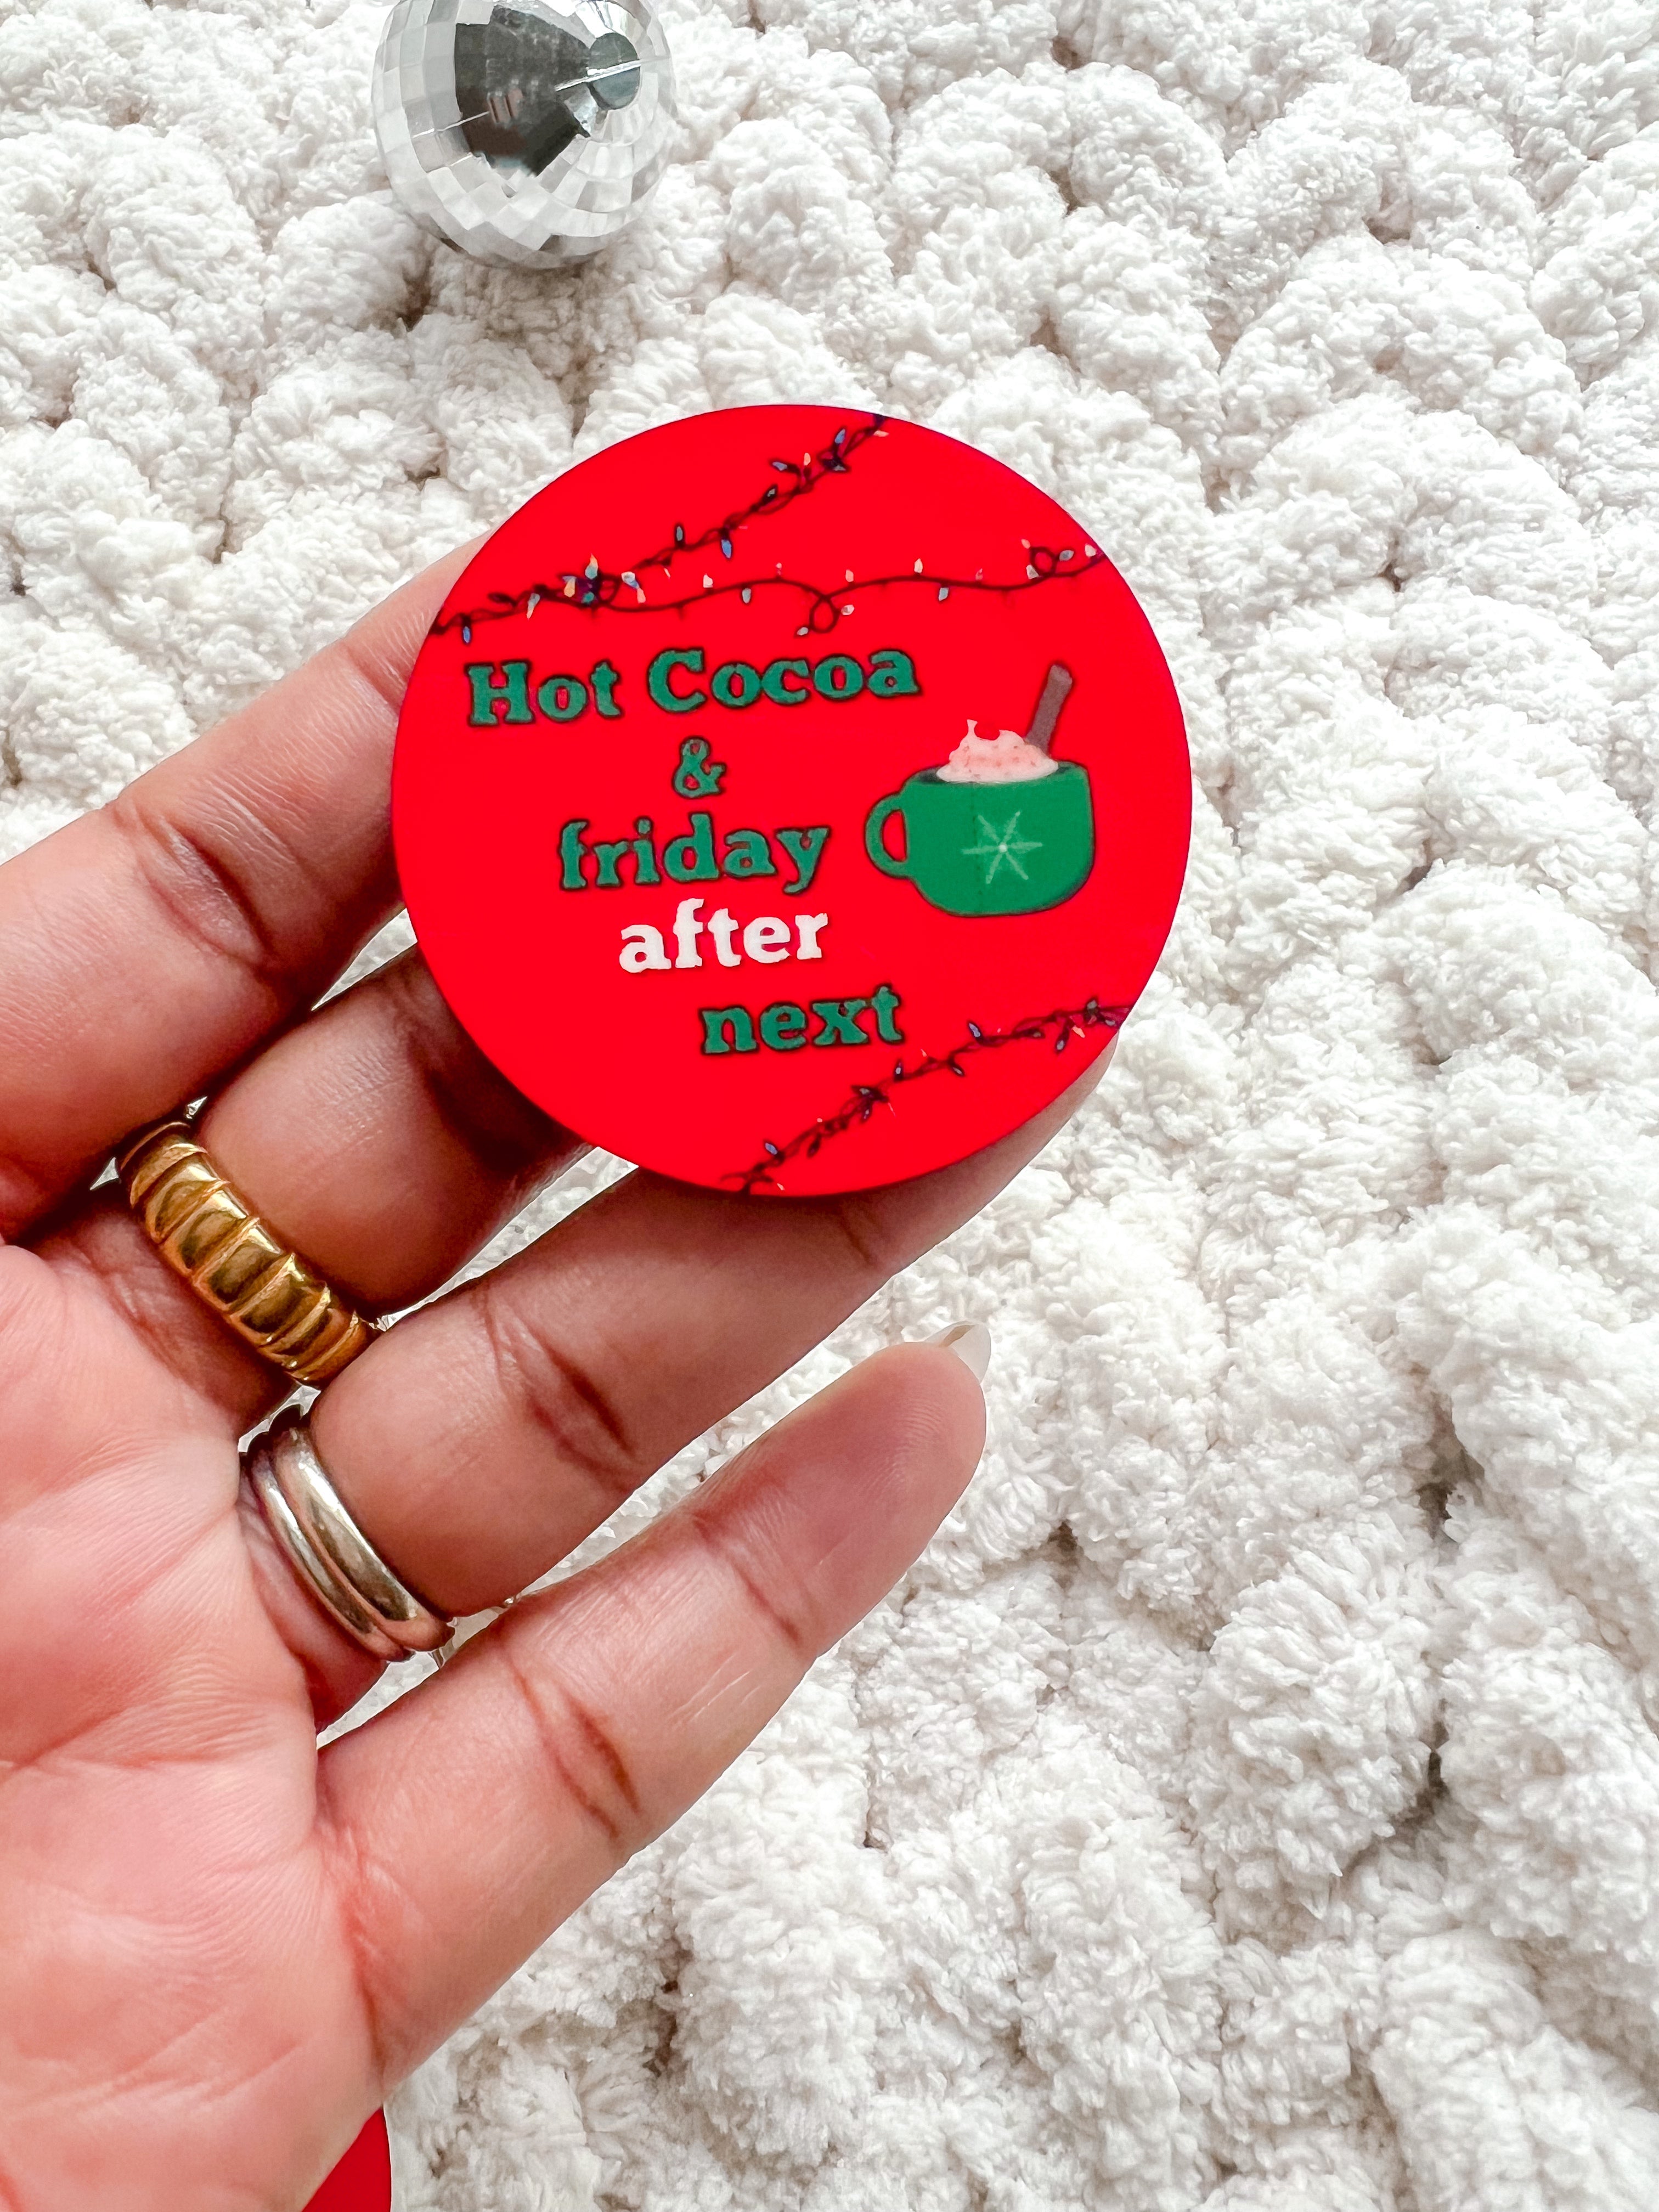 Hot Cocoa
&
friday
after
next